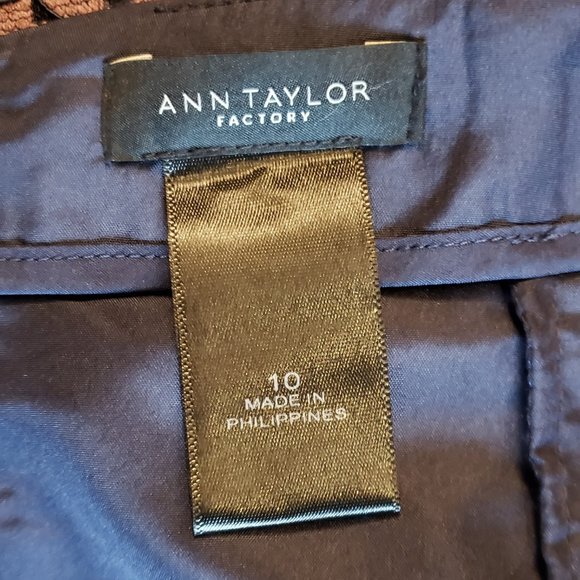 ANN TAYLOR
FACTORY
10
MADE IN
PHILIPPINES